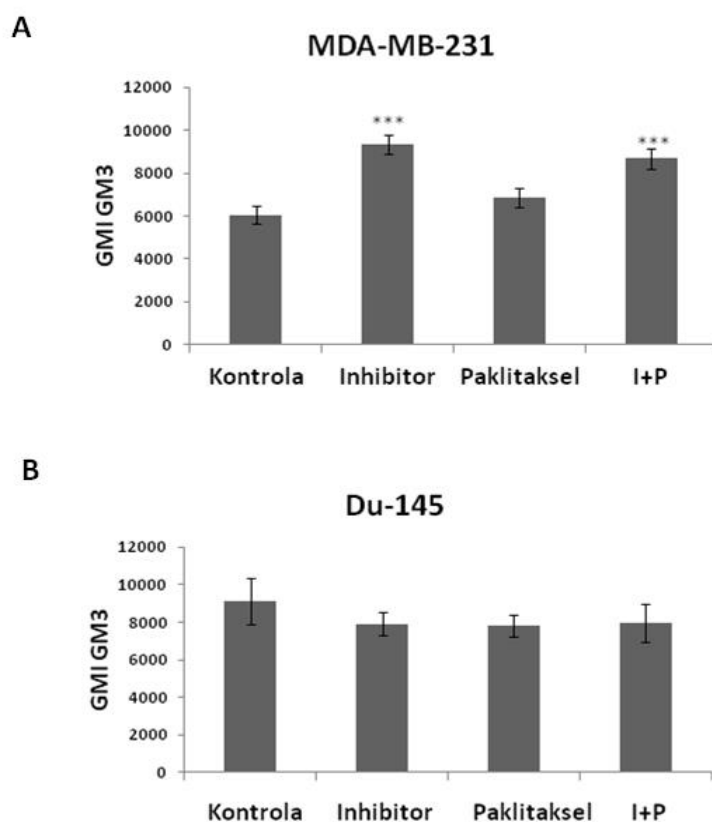 A
MDA-MB-231
12000
10000
8000
6000
4000
2000
0
GMI GM3
***
***
Kontrola Inhibitor Paklitaksel I+P
B
Du-145
12000
10000
8000
6000
4000
2000
0
GMI GM3
Kontrola Inhibitor Paklitaksel I+P